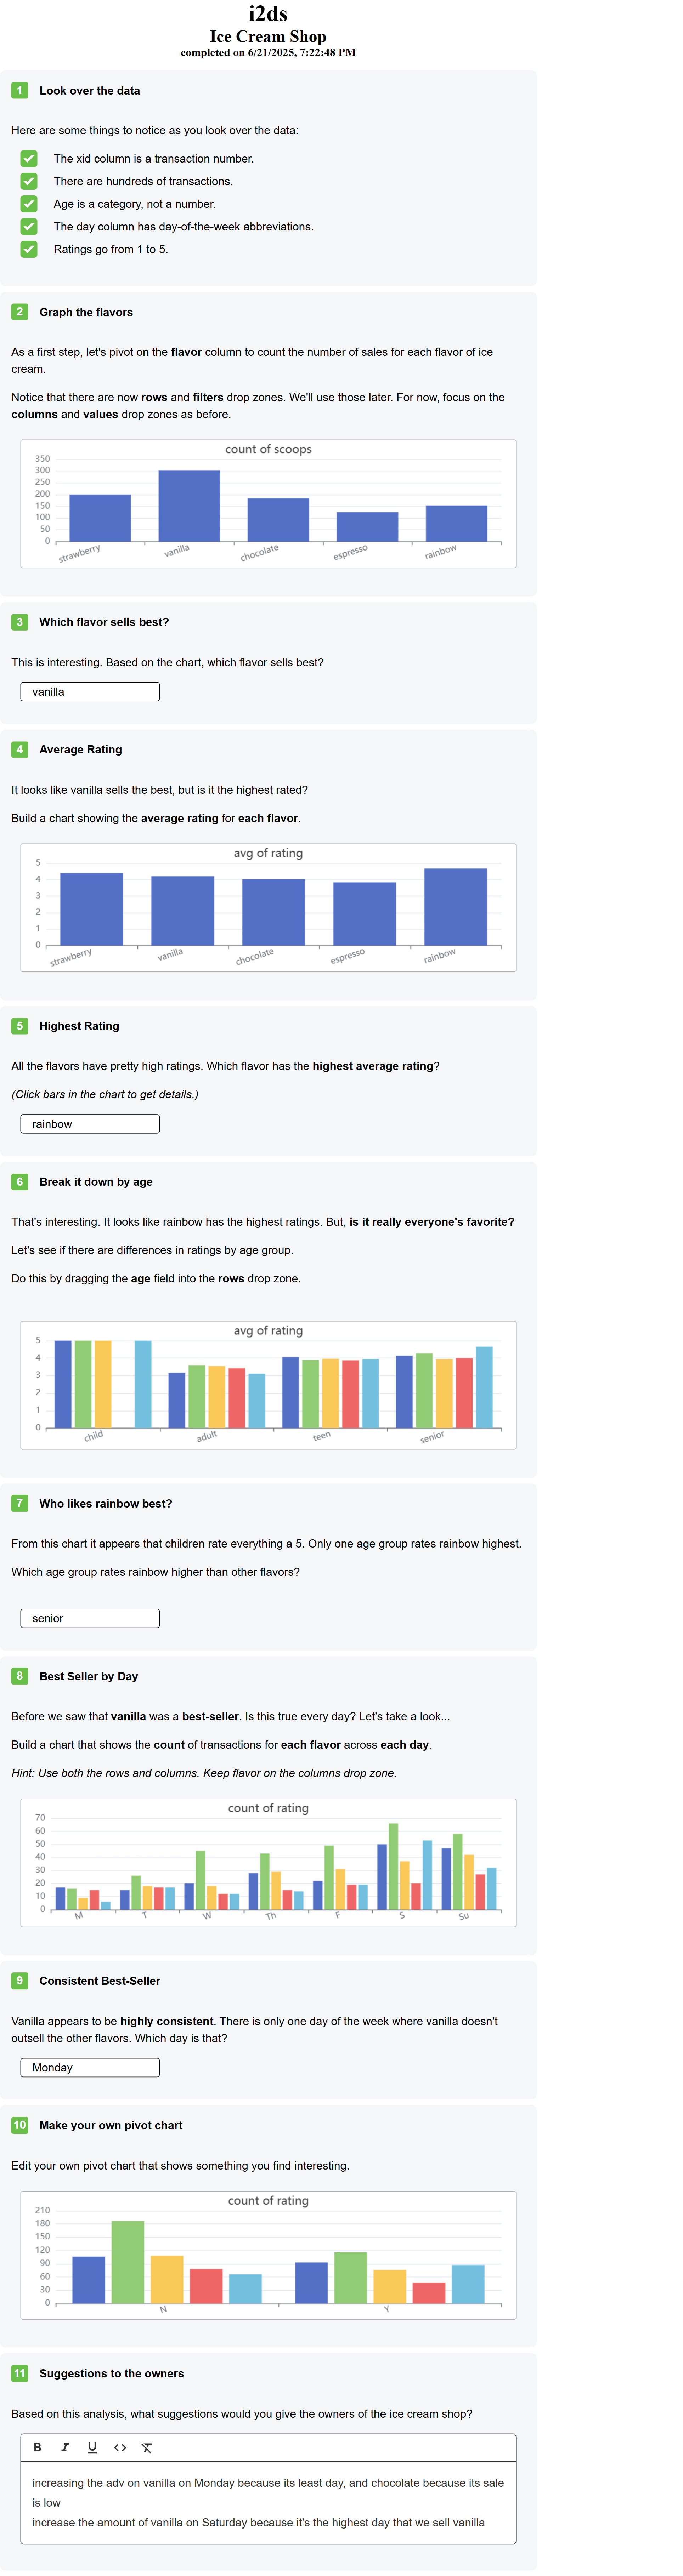 i2ds
Ice Cream Shop
completed on 6/21/2025, 7:22:48 PM
1 Look over the data
Here are some things to notice as you look over the data:
The xid column is a transaction number.
There are hundreds of transactions.
Age is a category, not a number.
The day column has day-of-the-week abbreviations.
Ratings go from 1 to 5.
2 Graph the flavors
As a first step, let's pivot on the flavor column to count the number of sales for each flavor of ice
cream.
Notice that there are now rows and filters drop zones. We'll use those later. For now, focus on the
columns and values drop zones as before.
count of scoops
350
300
250
200
150
100
50
0
strawberry vanilla chocolate espresso rainbow
3 Which flavor sells best?
This is interesting. Based on the chart, which flavor sells best?
vanilla
4 Average Rating
It looks like vanilla sells the best, but is it the highest rated?
Build a chart showing the average rating for each flavor.
avg of rating
5
4
3
2
1
0
strawberry vanilla chocolate espresso rainbow
5 Highest Rating
All the flavors have pretty high ratings. Which flavor has the highest average rating?
(Click bars in the chart to get details.)
rainbow
6 Break it down by age
That's interesting. It looks like rainbow has the highest ratings. But, is it really everyone's favorite?
Let's see if there are differences in ratings by age group.
Do this by dragging the age field into the rows drop zone.
avg of rating
5
4
3
2
1
0
child adult teen senior
7 Who likes rainbow best?
From this chart it appears that children rate everything a 5. Only one age group rates rainbow highest.
Which age group rates rainbow higher than other flavors?
senior
8 Best Seller by Day
Before we saw that vanilla was a best-seller. Is this true every day? Let's take a look...
Build a chart that shows the count of transactions for each flavor across each day.
Hint: Use both the rows and columns. Keep flavor on the columns drop zone.
count of rating
70
60
50
40
30
20
10
0
M T W Th F S Su
9 Consistent Best-Seller
Vanilla appears to be highly consistent. There is only one day of the week where vanilla doesn't
outsell the other flavors. Which day is that?
Monday
10 Make your own pivot chart
Edit your own pivot chart that shows something you find interesting.
count of rating
210
180
150
120
90
60
30
0
N Y
11 Suggestions to the owners
Based on this analysis, what suggestions would you give the owners of the ice cream shop?
B I U <>
increasing the adv on vanilla on Monday because its least day, and chocolate because its sale
is low
increase the amount of vanilla on Saturday because it's the highest day that we sell vanilla